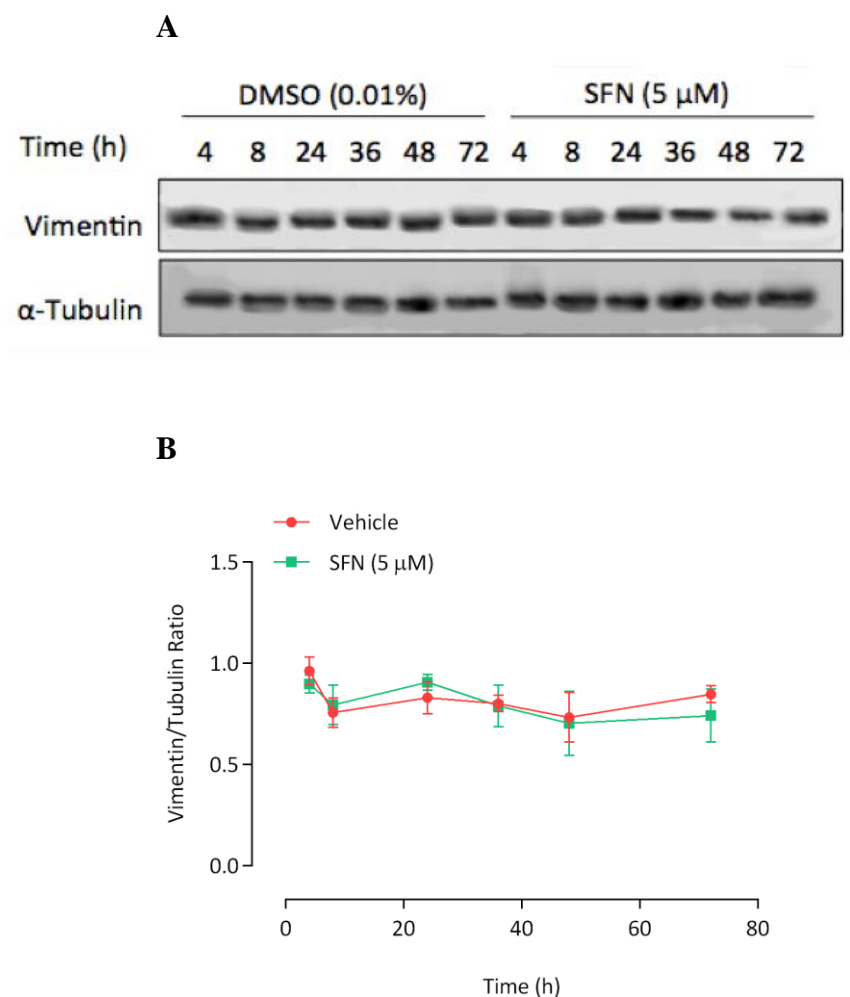 A
DMSO (0.01%) SFN (5 µM)
Time (h) 4 8 24 36 48 72 4 8 24 36 48 72
Vimentin
α-Tubulin
B
Vehicle
SFN (5 µM)
1.5
1.0
0.5
0.0
Vimentin/Tubulin Ratio
0 20 40 60 80
Time (h)